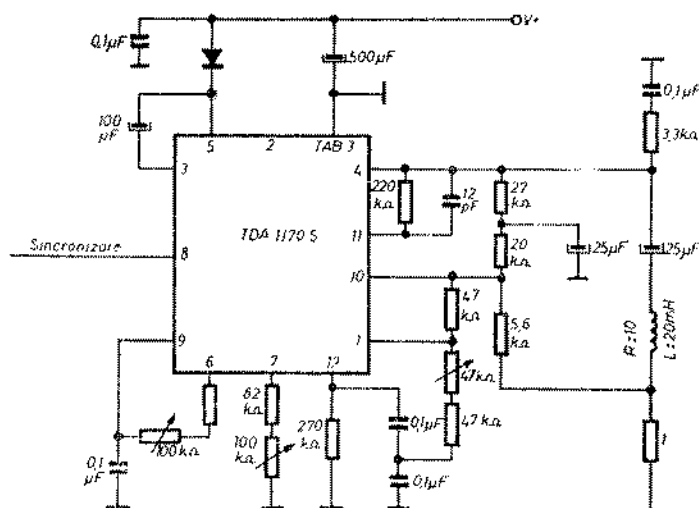 0,1µF
V+
500µF
100 µF
5
2
TAB 3
3
4
220 kΩ
12 pF
27 kΩ
0,1µF
3,3kΩ
11
TDA 1170 S
20 kΩ
25µF
25µF
Sincronizare
8
10
47 kΩ
5,6 kΩ
R=10
L=20mH
9
1
47kΩ
6
7
12
62 kΩ
270 kΩ
0,1µF
47kΩ
1
100kΩ
100 kΩ
0,1 µF
0,1µF